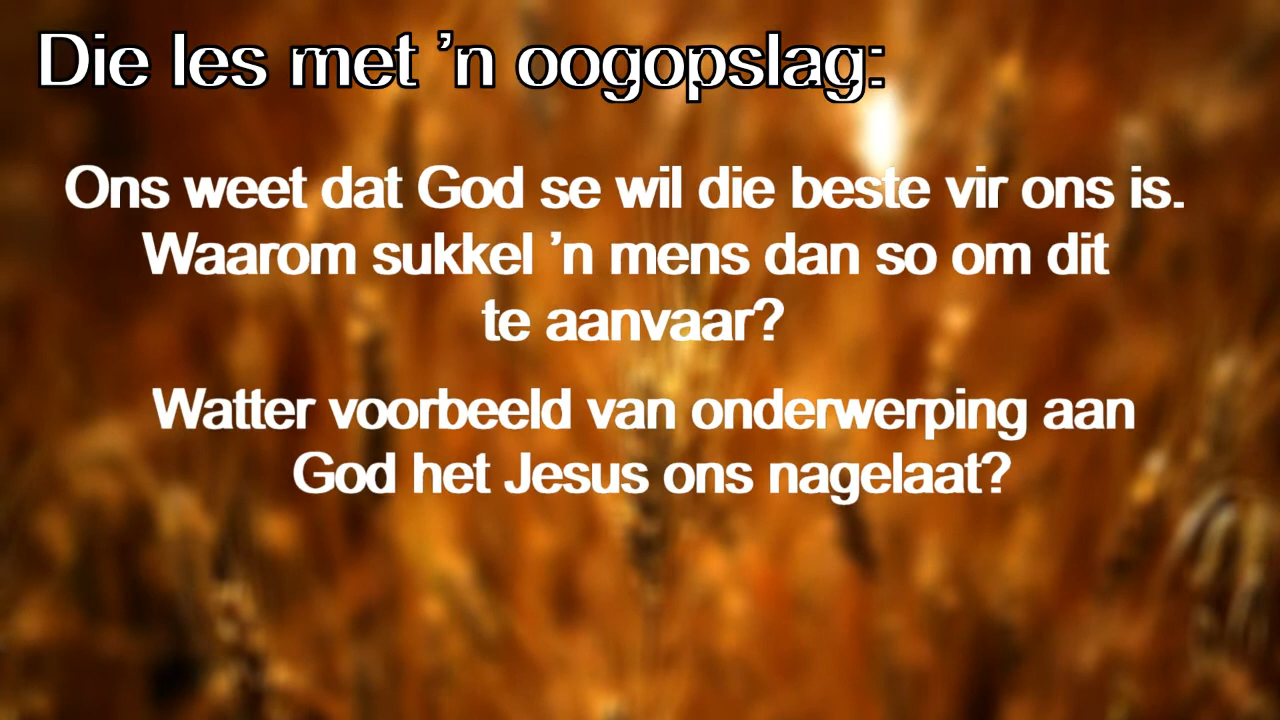 Die les met ’n oogopslag:
Ons weet dat God se wil die beste vir ons is.
Waarom sukkel ’n mens dan so om dit
te aanvaar?
Watter voorbeeld van onderwerping aan
God het Jesus ons nagelaat?